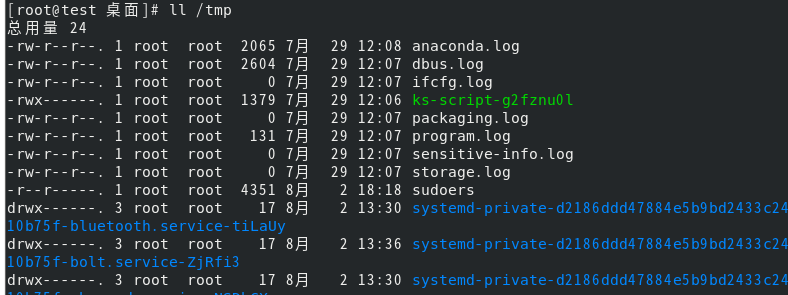 [root@test 桌面]# ll /tmp
总用量 24
-rw-r--r--. 1 root  root  2065 7月   29 12:08 anaconda.log
-rw-r--r--. 1 root  root  2604 7月   29 12:07 dbus.log
-rw-r--r--. 1 root  root     0 7月   29 12:07 ifcfg.log
-rwx------. 1 root  root  1379 7月   29 12:06 ks-script-g2fznu0l
-rw-r--r--. 1 root  root     0 7月   29 12:07 packaging.log
-rw-r--r--. 1 root  root   131 7月   29 12:07 program.log
-rw-r--r--. 1 root  root     0 7月   29 12:07 sensitive-info.log
-rw-r--r--. 1 root  root     0 7月   29 12:07 storage.log
-r--r-----. 1 root  root  4351 8月    2 18:18 sudoers
drwx------. 3 root  root    17 8月    2 13:30 systemd-private-d2186ddd47884e5b9bd2433c24
10b75f-bluetooth.service-tiLaUy
drwx------. 3 root  root    17 8月    2 13:36 systemd-private-d2186ddd47884e5b9bd2433c24
10b75f-bolt.service-ZjRfi3
drwx------. 3 root  root    17 8月    2 13:30 systemd-private-d2186ddd47884e5b9bd2433c24